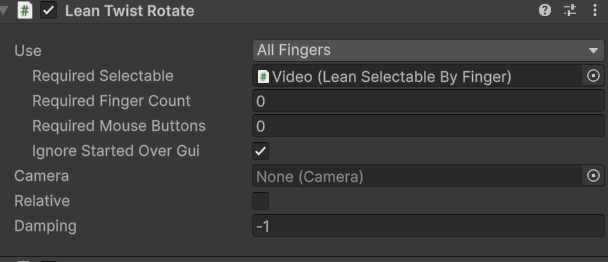 Lean Twist Rotate
Use All Fingers
Required Selectable Video (Lean Selectable By Finger)
Required Finger Count 0
Required Mouse Buttons 0
Ignore Started Over Gui
Camera None (Camera)
Relative
Damping -1